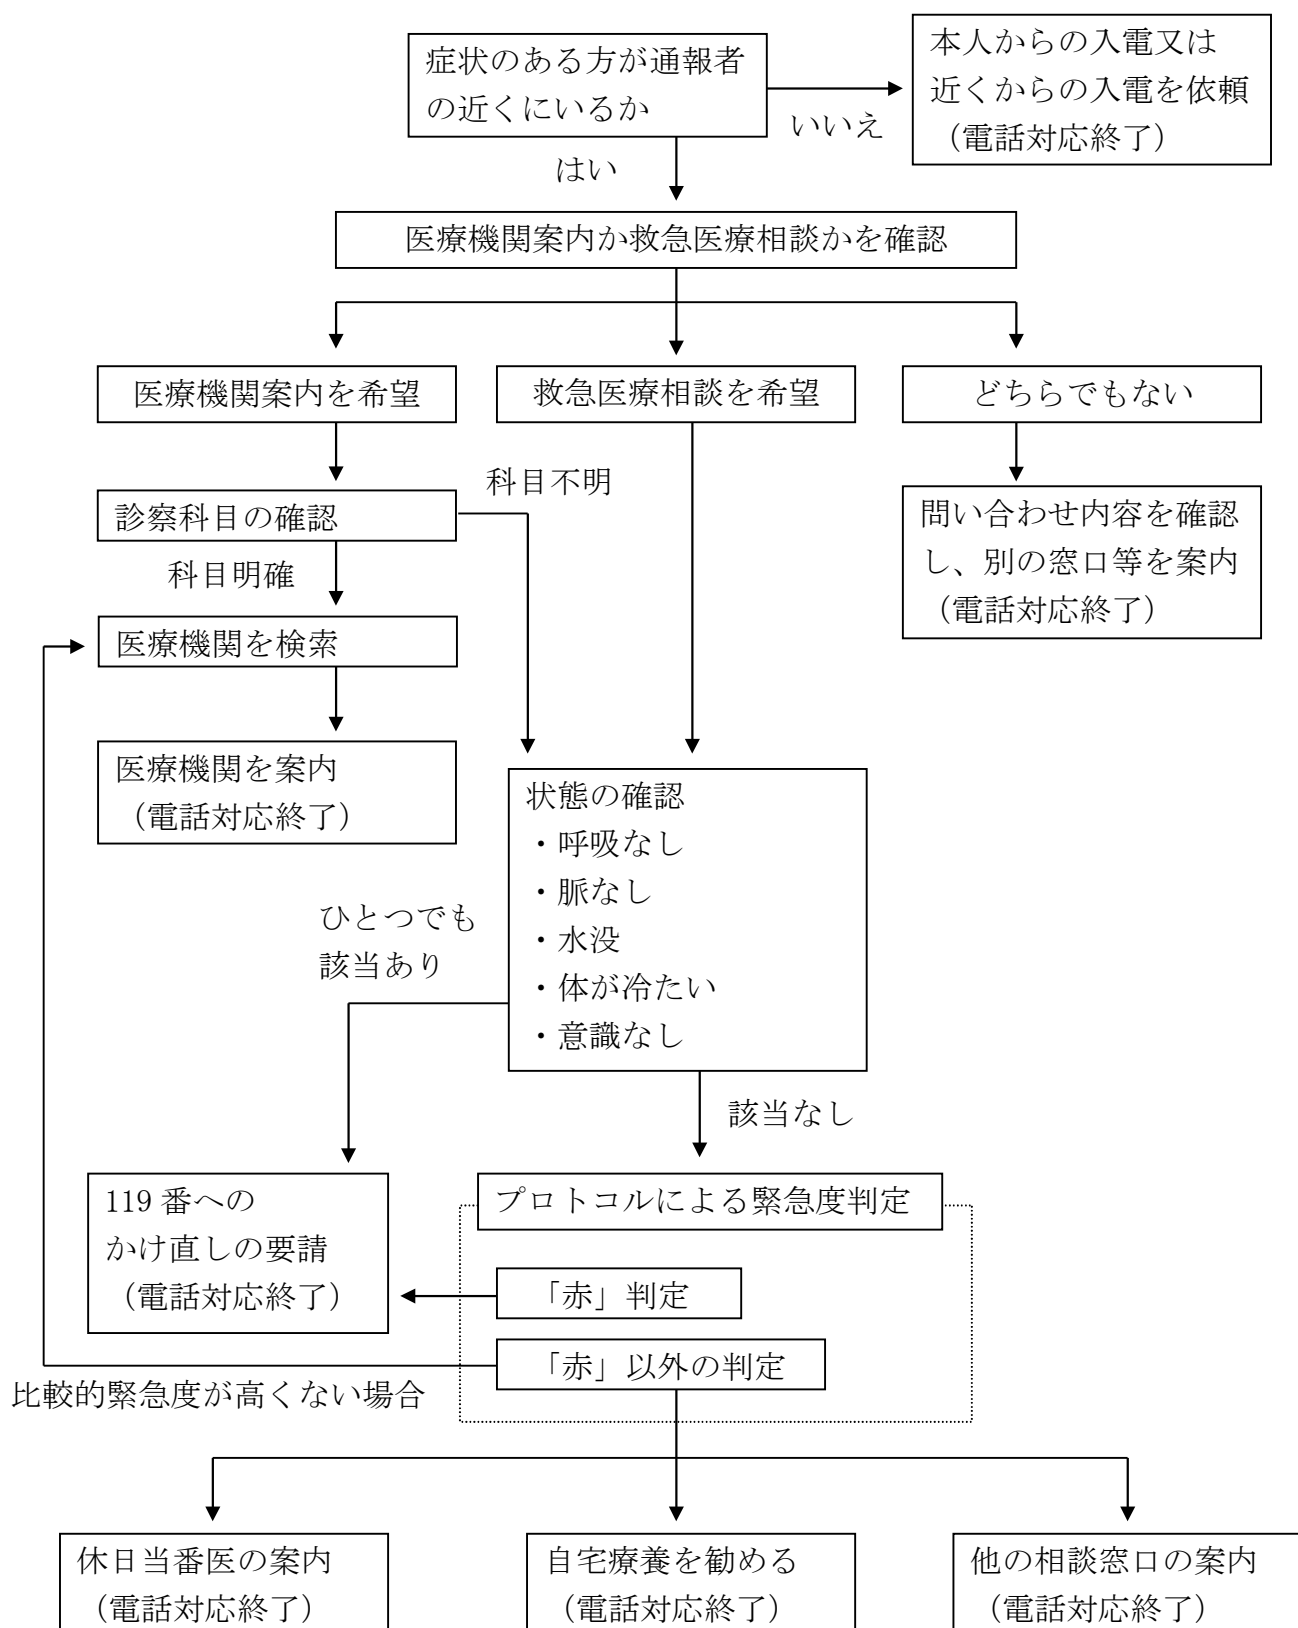 症状のある方が通報者
の近くにいるか
いいえ
本人からの入電又は
近くからの入電を依頼
（電話対応終了）
はい
医療機関案内か救急医療相談かを確認
医療機関案内を希望
救急医療相談を希望
どちらでもない
診察科目の確認
科目不明
問い合わせ内容を確認
し、別の窓口等を案内
（電話対応終了）
科目明確
医療機関を検索
医療機関を案内
（電話対応終了）
状態の確認
・呼吸なし
・脈なし
・水没
・体が冷たい
・意識なし
ひとつでも
該当あり
該当なし
119 番への
かけ直しの要請
（電話対応終了）
プロトコルによる緊急度判定
「赤」判定
「赤」以外の判定
比較的緊急度が高くない場合
休日当番医の案内
（電話対応終了）
自宅療養を勧める
（電話対応終了）
他の相談窓口の案内
（電話対応終了）